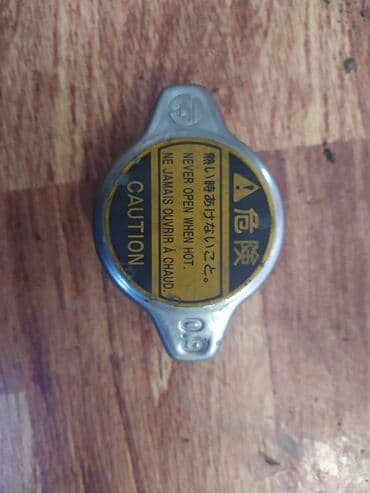 ⚠危険
熱い時あけないこと。
NEVER OPEN WHEN HOT.
NE JAMAIS OUVRIR À CHAUD.
CAUTION
0.9